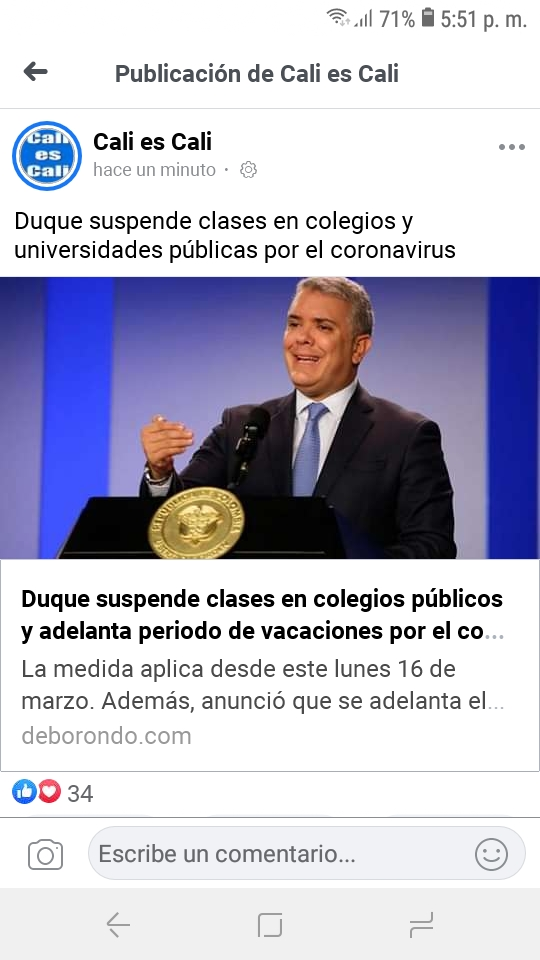 71% 5:51 p. m.
Publicación de Cali es Cali
Cali
es
Cali
Cali es Cali
hace un minuto ·
Duque suspende clases en colegios y
universidades públicas por el coronavirus
Duque suspende clases en colegios públicos
y adelanta periodo de vacaciones por el co...
La medida aplica desde este lunes 16 de
marzo. Además, anunció que se adelanta el...
deborondo.com
34
Escribe un comentario...